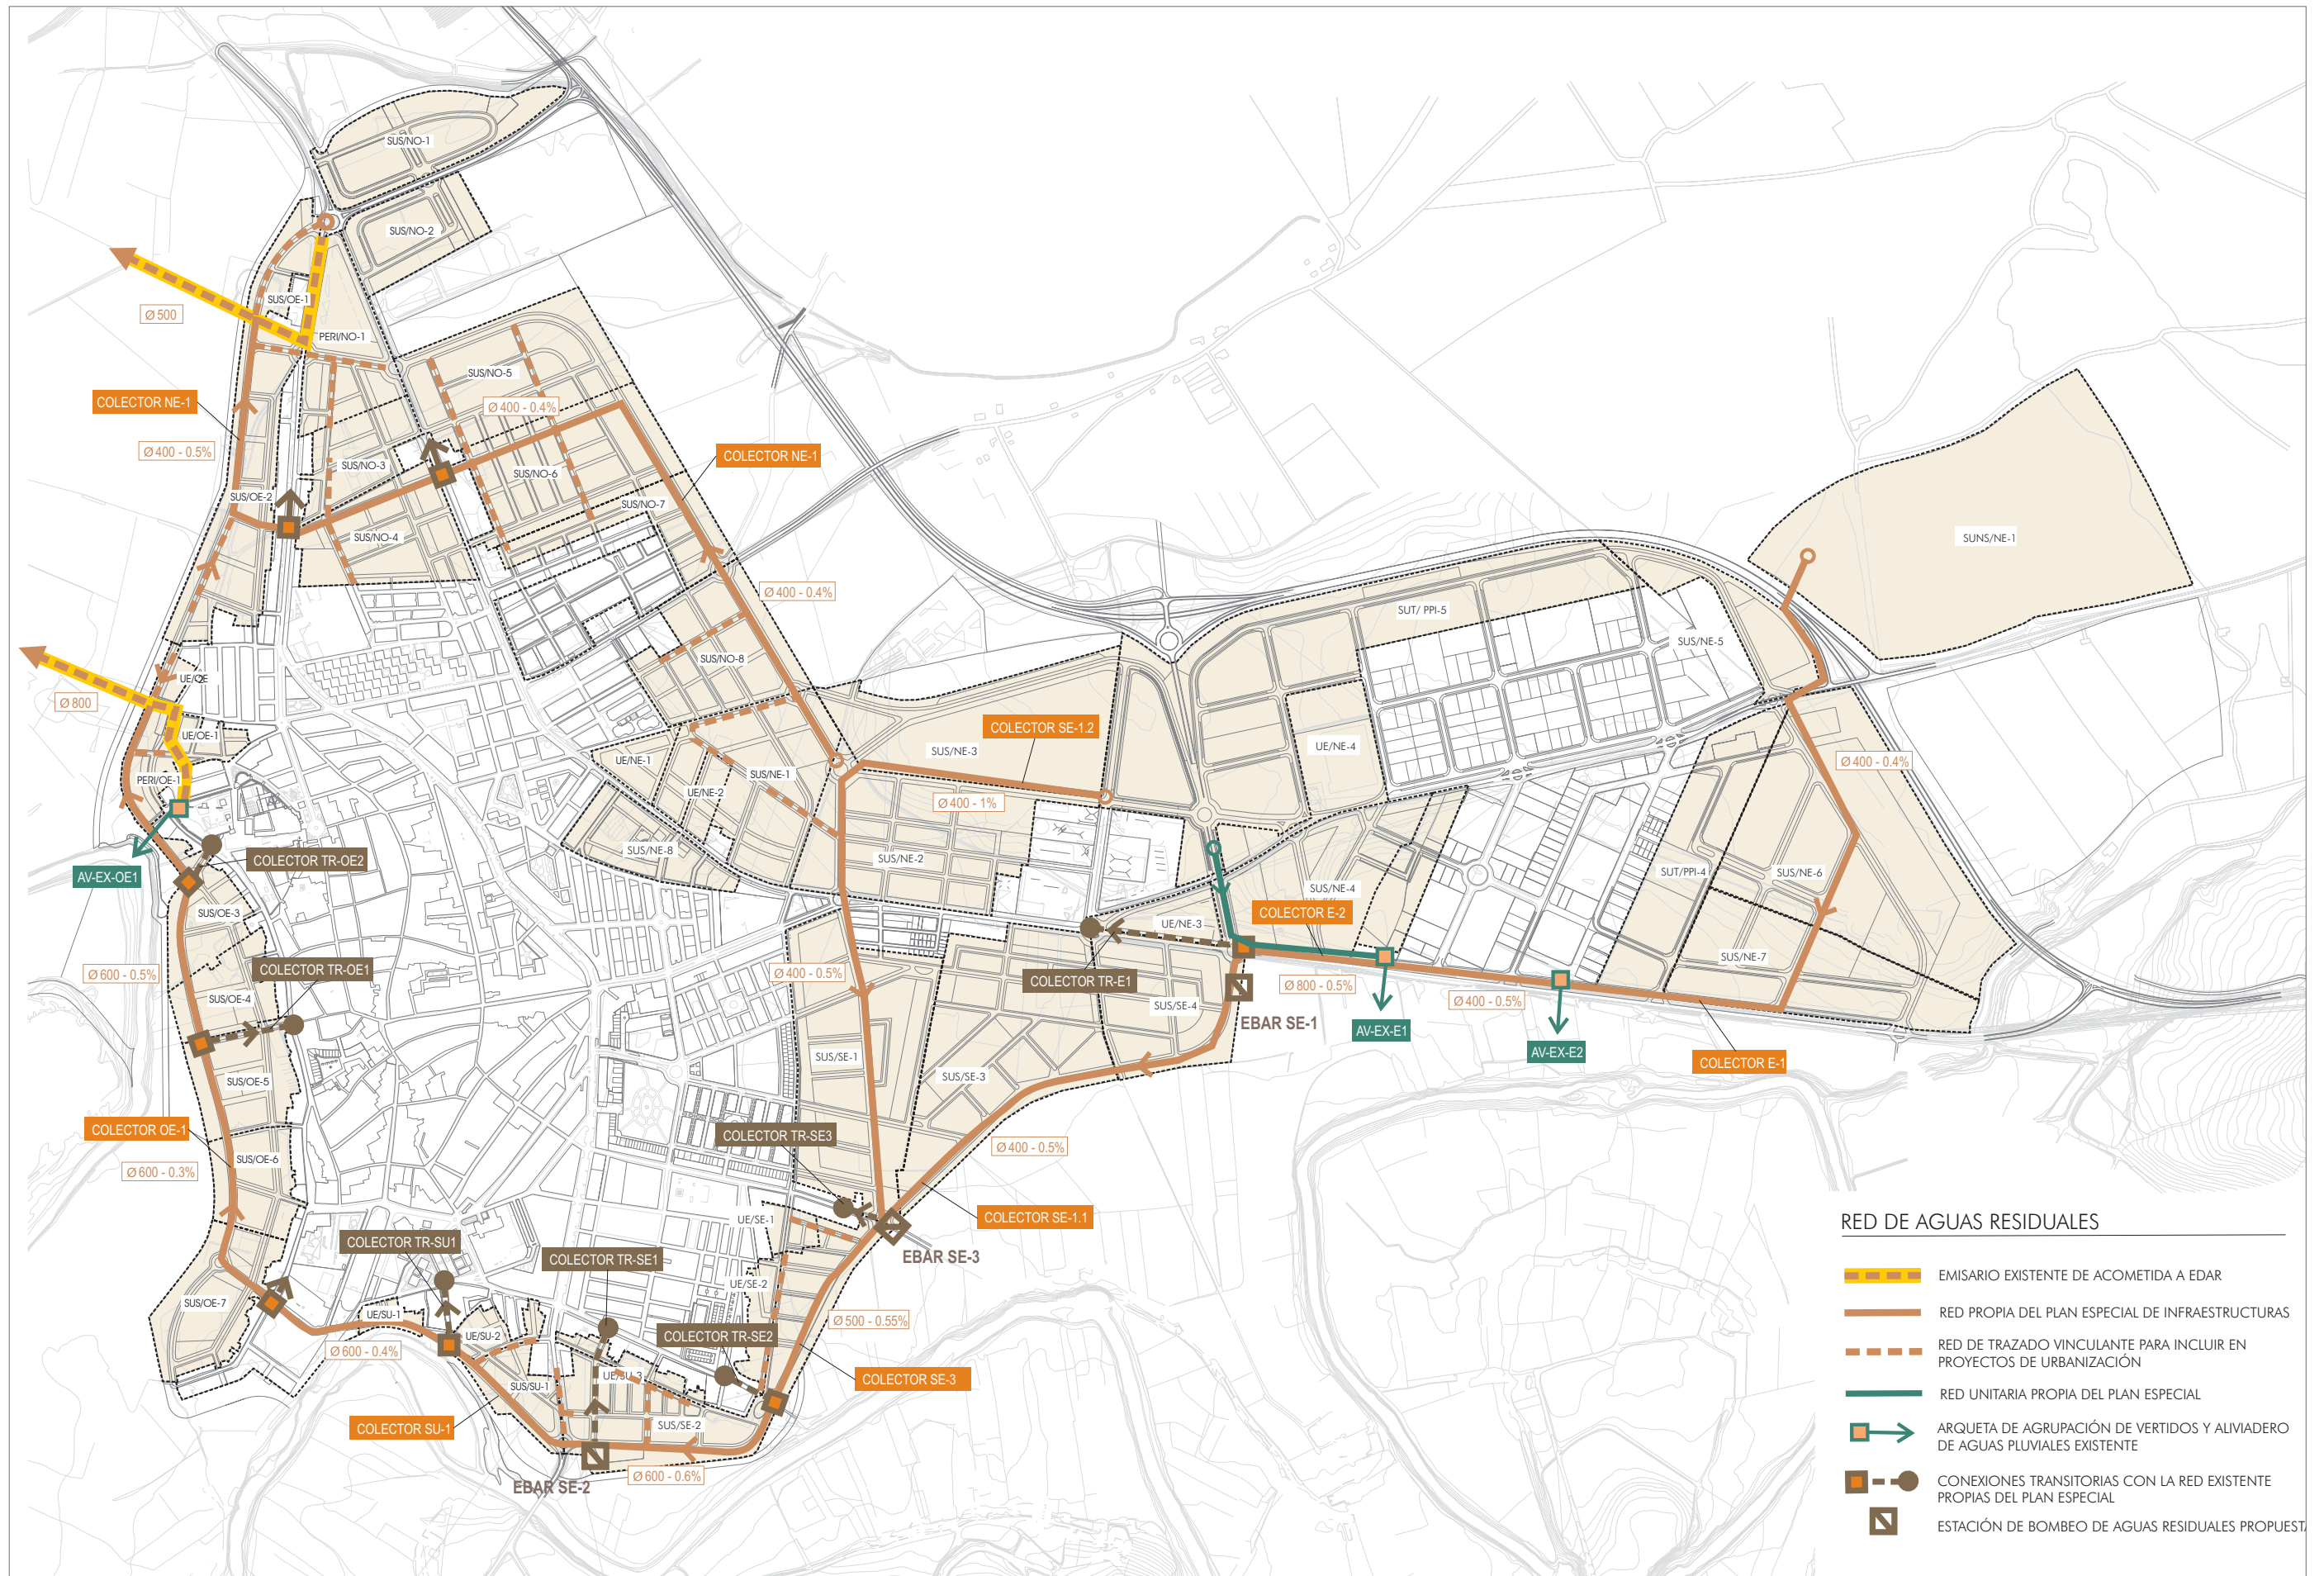 SUS/NO-1
SUS/NO-2
SUS/OE-1
Ø 500
PERI/NO-1
SUS/NO-5
COLECTOR NE-1
Ø 400 - 0.4%
Ø 400 - 0.5%
COLECTOR NE-1
SUS/NO-3
SUS/NO-6
SUS/OE-2
SUS/NO-7
SUS/NO-4
SUNS/NE-1
Ø 400 - 0.4%
SUT/ PPI-5
SUS/NE-5
SUS/NO-8
UE/OE
2
Ø 800
UE/OE-1
COLECTOR SE-1.2
SUS/NE-3
UE/NE-4
UE/NE-1
Ø 400 - 0.4%
PERI/OE-1
SUS/NE-1
UE/NE-2
Ø 400 - 1%
SUS/NE-8
SUS/NE-2
COLECTOR TR-OE2
AV-EX-OE1
SUT/PPI-4
SUS/NE-6
SUS/NE-4
SUS/OE-3
COLECTOR E-2
UE/NE-3
Ø 600 - 0.5%
COLECTOR TR-OE1
Ø 400 - 0.5%
COLECTOR TR-E1
SUS/NE-7
Ø 800 - 0.5%
SUS/OE-4
Ø 400 - 0.5%
SUS/SE-4
EBAR SE-1
AV-EX-E1
AV-EX-E2
SUS/SE-1
COLECTOR E-1
SUS/OE-5
SUS/SE-3
COLECTOR OE-1
COLECTOR TR-SE3
Ø 400 - 0.5%
SUS/OE-6
Ø 600 - 0.3%
UE/SE-1
COLECTOR SE-1.1
COLECTOR TR-SU1
COLECTOR TR-SE1
EBAR SE-3
UE/SE-2
SUS/OE-7
UE/SU-1
Ø 500 - 0.55%
UE/SU-2
COLECTOR TR-SE2
Ø 600 - 0.4%
UE/SU-3
COLECTOR SE-3
SUS/SU-1
COLECTOR SU-1
SUS/SE-2
Ø 600 - 0.6%
EBAR SE-2
RED DE AGUAS RESIDUALES
EMISARIO EXISTENTE DE ACOMETIDA A EDAR
RED PROPIA DEL PLAN ESPECIAL DE INFRAESTRUCTURAS
RED DE TRAZADO VINCULANTE PARA INCLUIR EN
PROYECTOS DE URBANIZACIÓN
RED UNITARIA PROPIA DEL PLAN ESPECIAL
ARQUETA DE AGRUPACIÓN DE VERTIDOS Y ALIVIADERO
DE AGUAS PLUVIALES EXISTENTE
CONEXIONES TRANSITORIAS CON LA RED EXISTENTE
PROPIAS DEL PLAN ESPECIAL
ESTACIÓN DE BOMBEO DE AGUAS RESIDUALES PROPUESTA